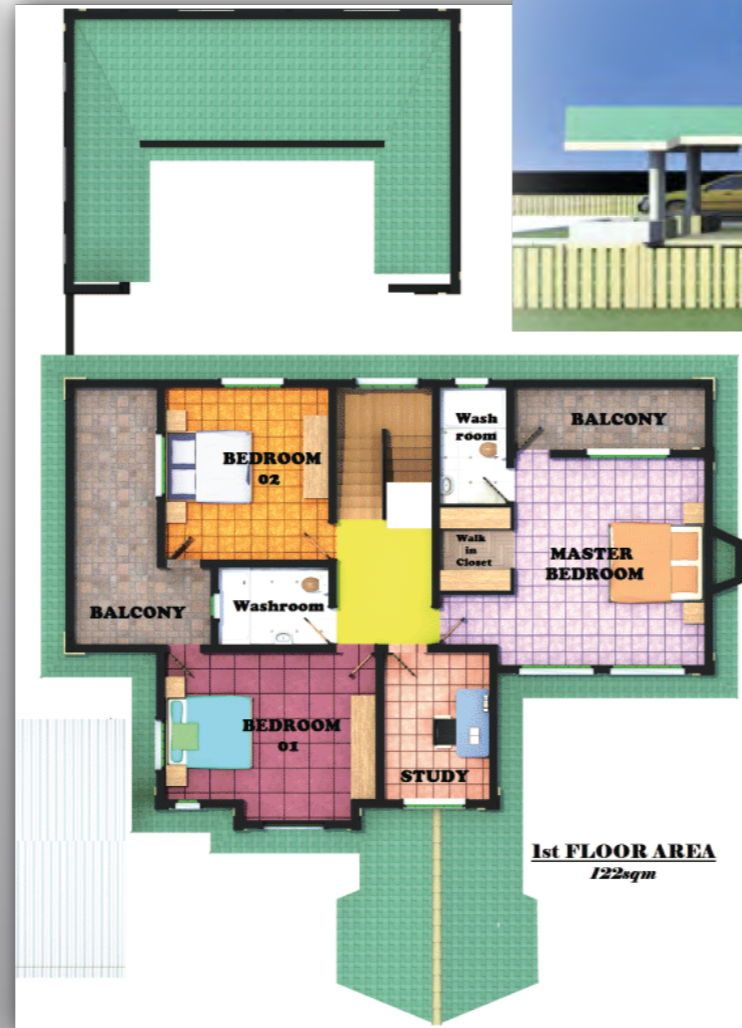 Wash
room
BALCONY
BEDROOM
02
Walk
in
Closet
MASTER
BEDROOM
BALCONY
Washroom
BEDROOM
01
STUDY
1st FLOOR AREA
122sqm